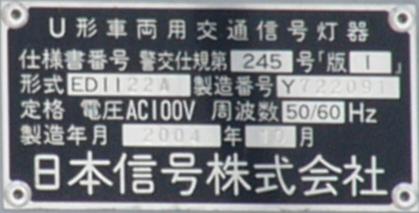 U形車両用交通信号灯器
仕様書番号 警交仕規第 245 号「版 1」
形式 ED1122A 製造番号 Y722091
定格 電圧AC100V 周波数 50/60 Hz
製造年月 2004 年 月
日本信号株式会社